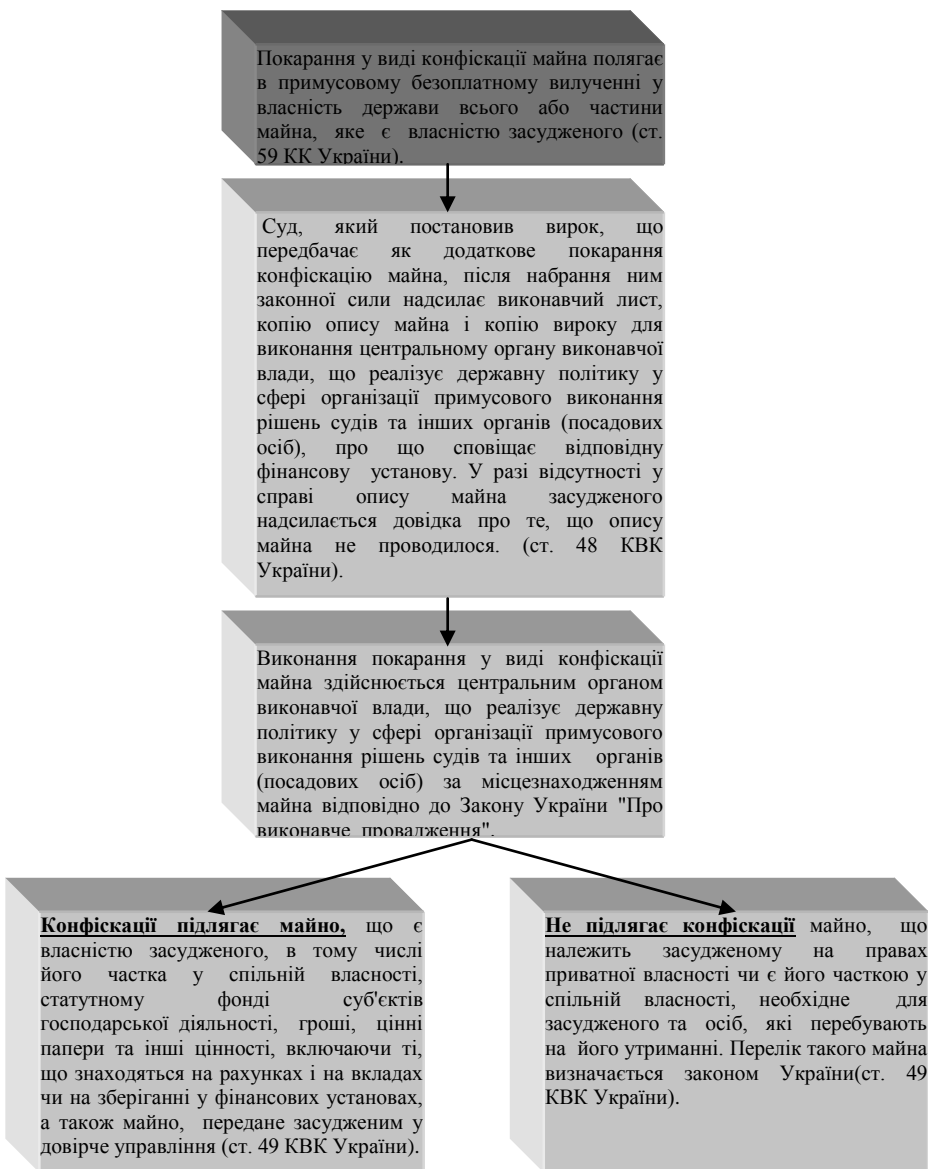 Покарання у виді конфіскації майна полягає
в примусовому безоплатному вилученні у
власність держави всього або частини
майна, яке є власністю засудженого (ст.
59 КК України).
Суд, який постановив вирок, що
передбачає як додаткове покарання
конфіскацію майна, після набрання ним
законної сили надсилає виконавчий лист,
копію опису майна і копію вироку для
виконання центральному органу виконавчої
влади, що реалізує державну політику у
сфері організації примусового виконання
рішень судів та інших органів (посадових
осіб), про що сповіщає відповідну
фінансову установу. У разі відсутності у
справі опису майна засудженого
надсилається довідка про те, що опису
майна не проводилося. (ст. 48 КВК
України).
Виконання покарання у виді конфіскації
майна здійснюється центральним органом
виконавчої влади, що реалізує державну
політику у сфері організації примусового
виконання рішень судів та інших органів
(посадових осіб) за місцезнаходженням
майна відповідно до Закону України "Про
виконавче провадження".
Конфіскації підлягає майно, що є
власністю засудженого, в тому числі
його частка у спільній власності,
статутному фонді суб'єктів
господарської діяльності, гроші, цінні
папери та інші цінності, включаючи ті,
що знаходяться на рахунках і на вкладах
чи на зберіганні у фінансових установах,
а також майно, передане засудженим у
довірче управління (ст. 49 КВК України).
Не підлягає конфіскації майно, що
належить засудженому на правах
приватної власності чи є його часткою у
спільній власності, необхідне для
засудженого та осіб, які перебувають
на його утриманні. Перелік такого майна
визначається законом України(ст. 49
КВК України).